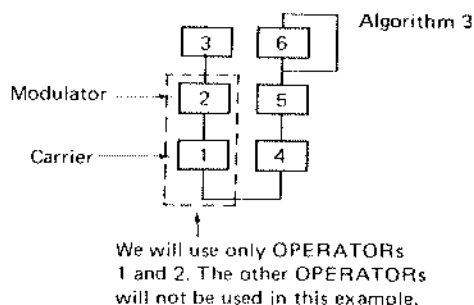 Algorithm 3
3
6
Modulator
2
5
Carrier
1
4
We will use only OPERATORs
1 and 2. The other OPERATORs
will not be used in this example.